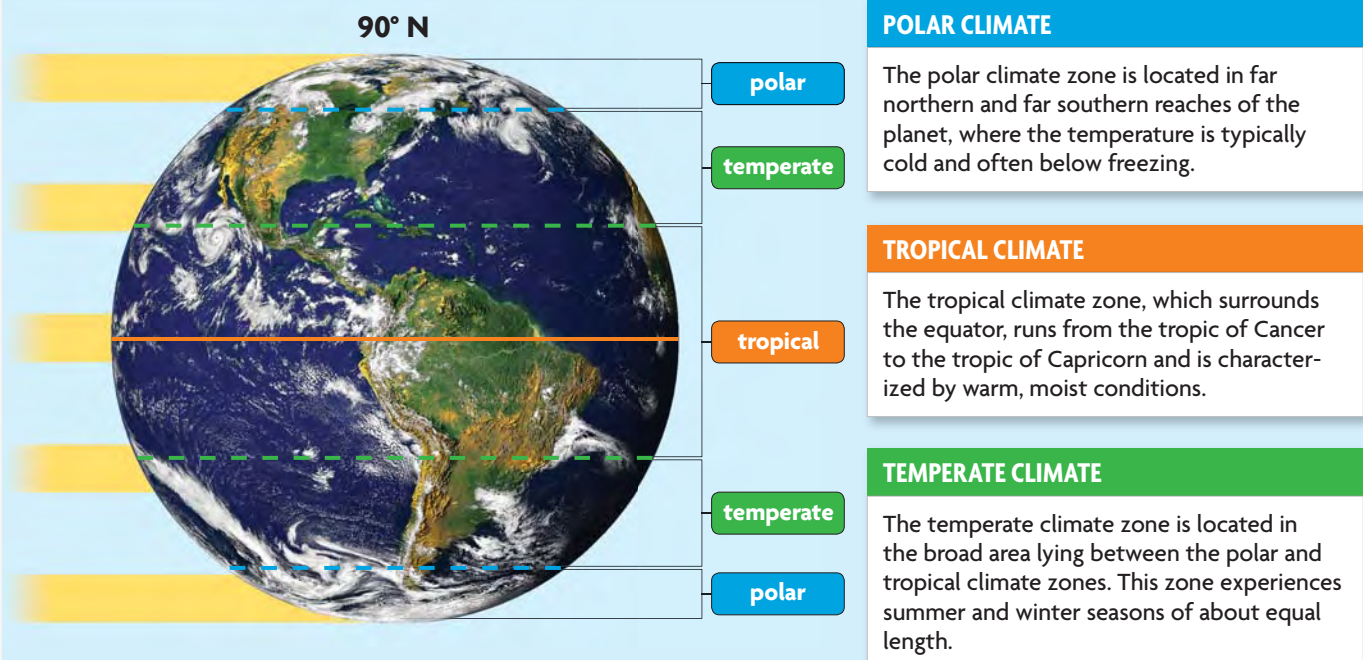 90° N
polar
temperate
tropical
temperate
polar
POLAR CLIMATE
The polar climate zone is located in far
northern and far southern reaches of the
planet, where the temperature is typically
cold and often below freezing.
TROPICAL CLIMATE
The tropical climate zone, which surrounds
the equator, runs from the tropic of Cancer
to the tropic of Capricorn and is character-
ized by warm, moist conditions.
TEMPERATE CLIMATE
The temperate climate zone is located in
the broad area lying between the polar and
tropical climate zones. This zone experiences
summer and winter seasons of about equal
length.